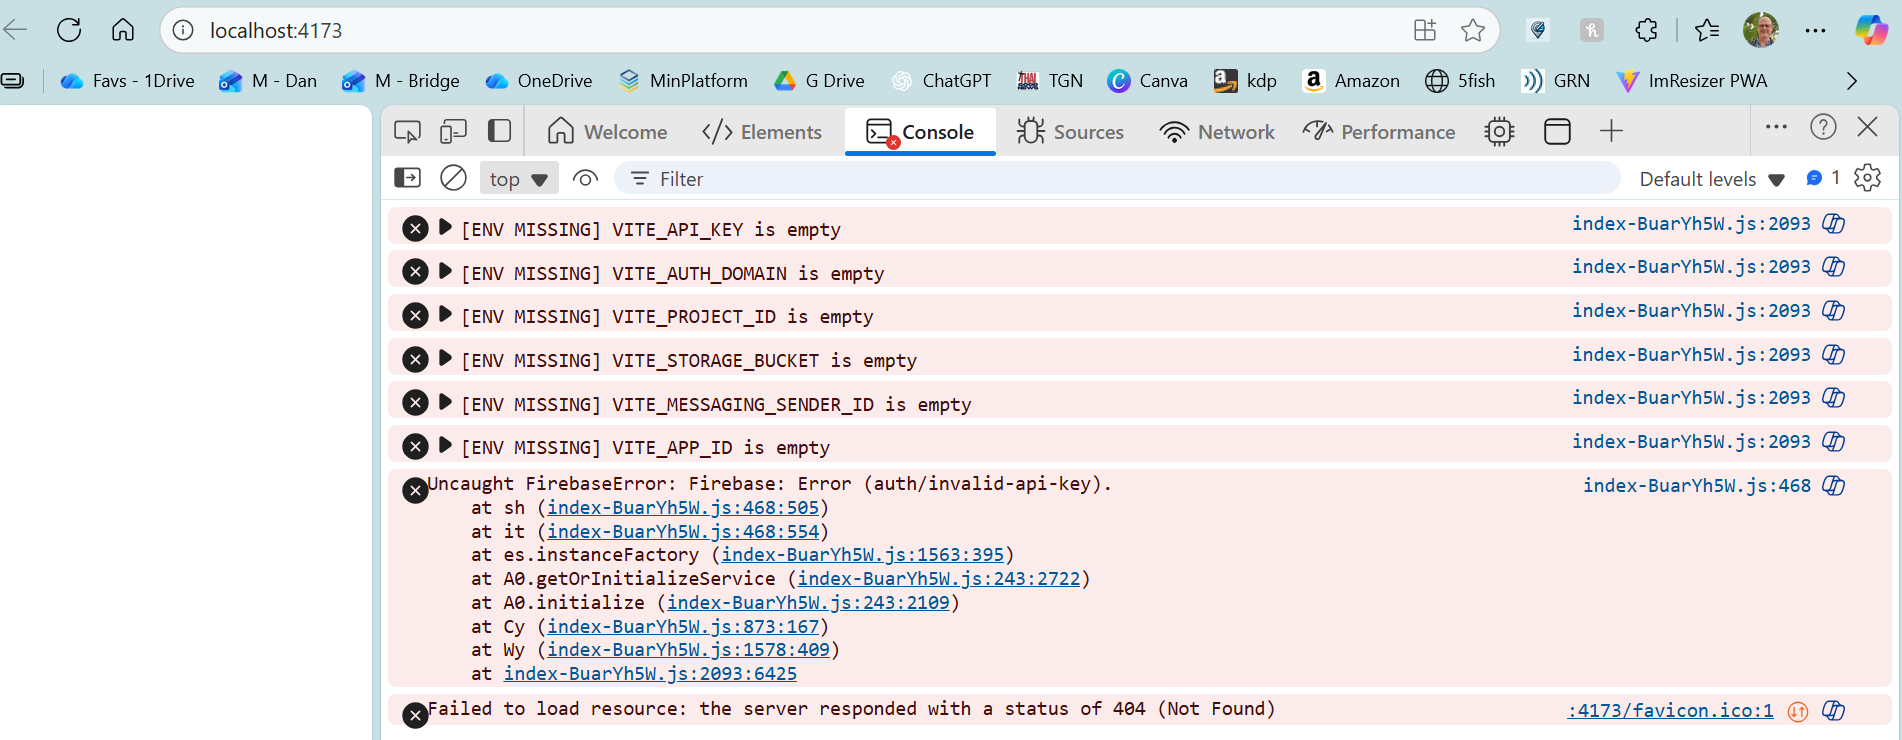 localhost:4173
Favs - 1Drive M - Dan M - Bridge OneDrive MinPlatform G Drive ChatGPT TGN Canva kdp Amazon 5fish GRN ImResizer PWA
Welcome Elements Console Sources Network Performance
top Filter Default levels 1
[ENV MISSING] VITE_API_KEY is empty index-BuarYh5W.js:2093
[ENV MISSING] VITE_AUTH_DOMAIN is empty index-BuarYh5W.js:2093
[ENV MISSING] VITE_PROJECT_ID is empty index-BuarYh5W.js:2093
[ENV MISSING] VITE_STORAGE_BUCKET is empty index-BuarYh5W.js:2093
[ENV MISSING] VITE_MESSAGING_SENDER_ID is empty index-BuarYh5W.js:2093
[ENV MISSING] VITE_APP_ID is empty index-BuarYh5W.js:2093
Uncaught FirebaseError: Firebase: Error (auth/invalid-api-key). index-BuarYh5W.js:468
at sh (index-BuarYh5W.js:468:505)
at it (index-BuarYh5W.js:468:554)
at es.instanceFactory (index-BuarYh5W.js:1563:395)
at A0.getOrInitializeService (index-BuarYh5W.js:243:2722)
at A0.initialize (index-BuarYh5W.js:243:2109)
at Cy (index-BuarYh5W.js:873:167)
at Wy (index-BuarYh5W.js:1578:409)
at index-BuarYh5W.js:2093:6425
Failed to load resource: the server responded with a status of 404 (Not Found) :4173/favicon.ico:1